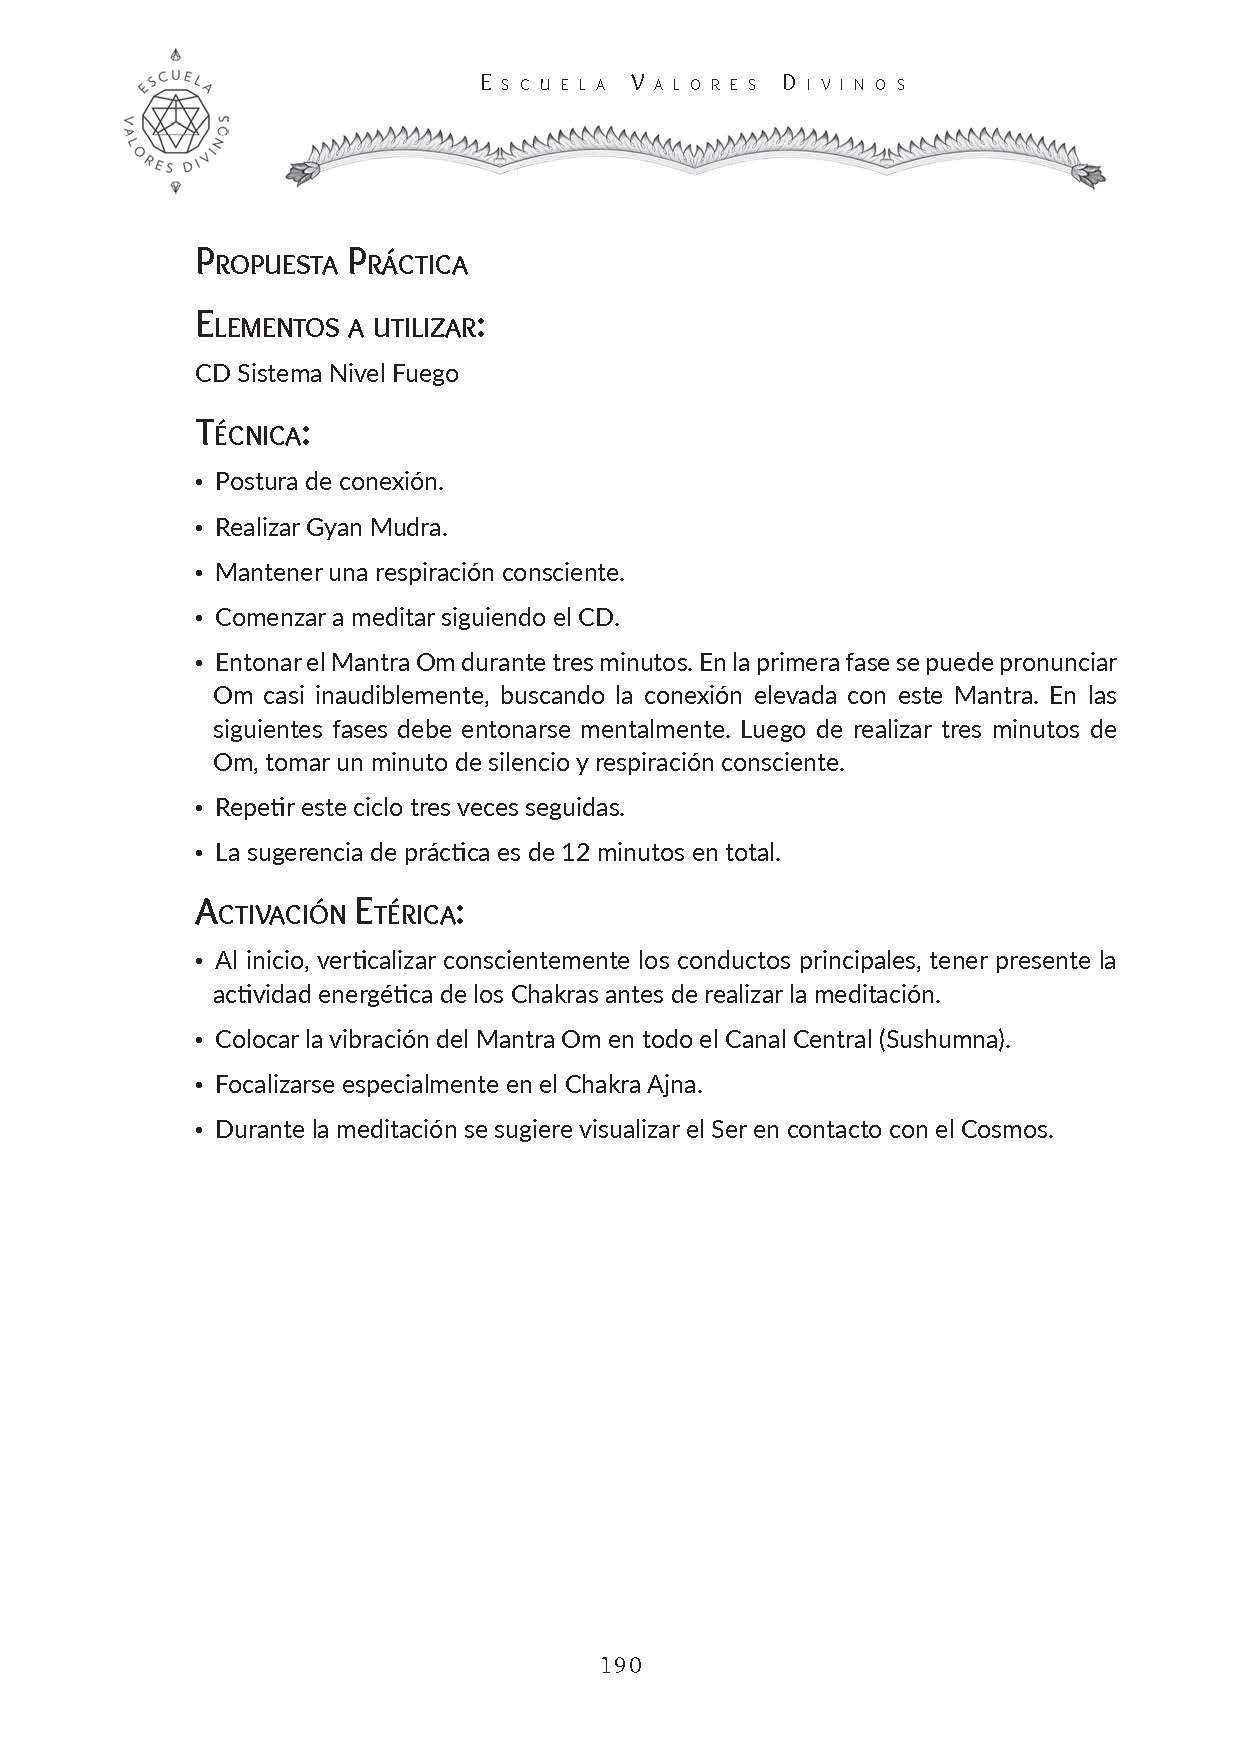 ESCUELA VALORES DIVINOS
ESCUELA VALORES DIVINOS
PROPUESTA PRÁCTICA
ELEMENTOS A UTILIZAR:
CD Sistema Nivel Fuego
TÉCNICA:
• Postura de conexión.
• Realizar Gyan Mudra.
• Mantener una respiración consciente.
• Comenzar a meditar siguiendo el CD.
• Entonar el Mantra Om durante tres minutos. En la primera fase se puede pronunciar
Om casi inaudiblemente, buscando la conexión elevada con este Mantra. En las
siguientes fases debe entonarse mentalmente. Luego de realizar tres minutos de
Om, tomar un minuto de silencio y respiración consciente.
• Repetir este ciclo tres veces seguidas.
• La sugerencia de práctica es de 12 minutos en total.
ACTIVACIÓN ETÉRICA:
• Al inicio, verticalizar conscientemente los conductos principales, tener presente la
actividad energética de los Chakras antes de realizar la meditación.
• Colocar la vibración del Mantra Om en todo el Canal Central (Sushumna).
• Focalizarse especialmente en el Chakra Ajna.
• Durante la meditación se sugiere visualizar el Ser en contacto con el Cosmos.
190